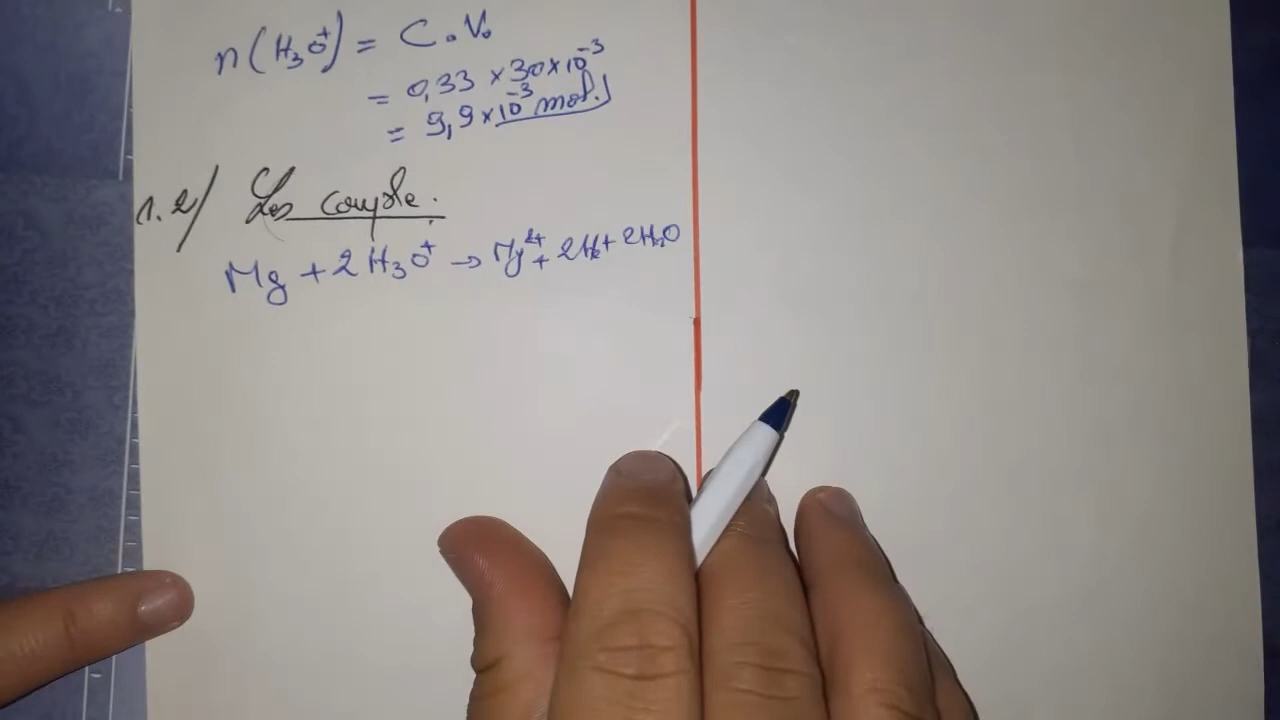 n(H₃O⁺) = C.V.
= 0,33 × 30 × 10⁻³
= 9,9 × 10⁻³ mol.
1.2/ Les couple.
Mg + 2H₃O⁺ → Mg²⁺ + 2H₂ + 2H₂O